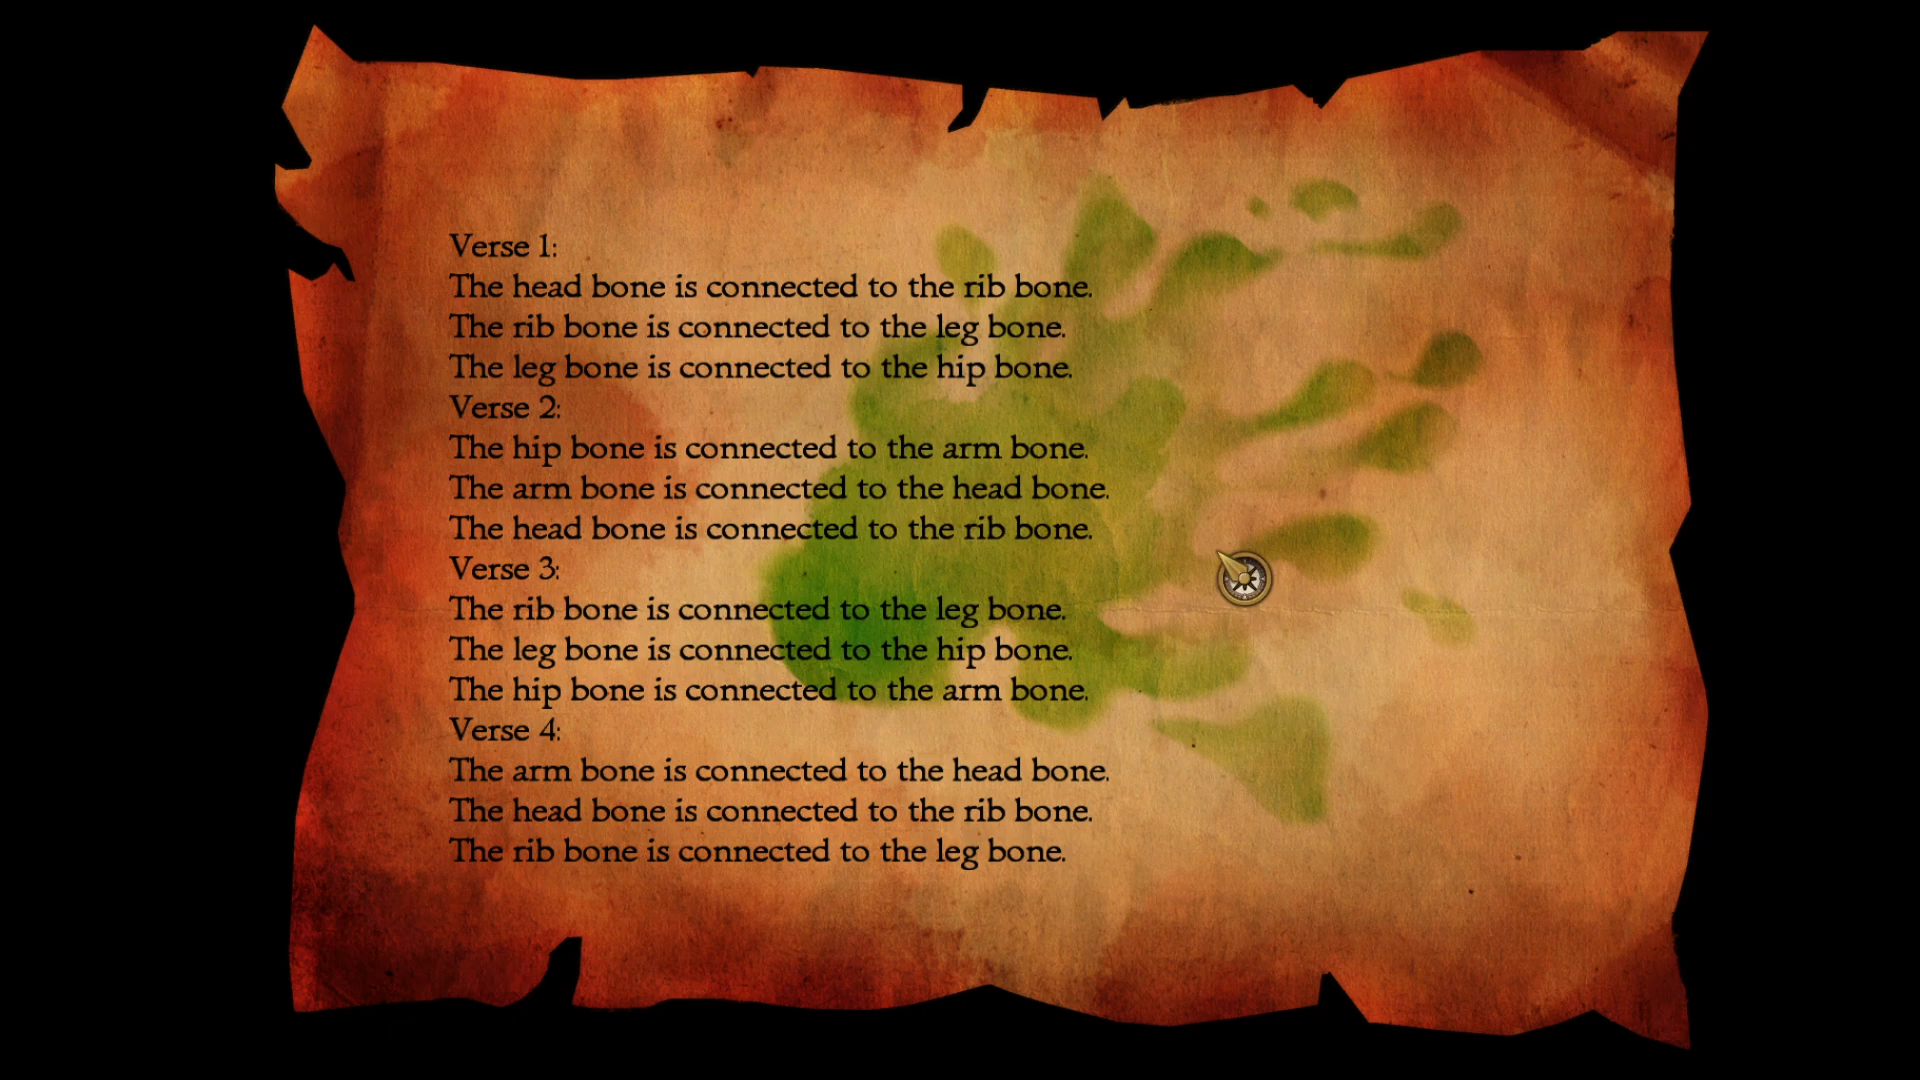 Verse 1:
The head bone is connected to the rib bone.
The rib bone is connected to the leg bone.
The leg bone is connected to the hip bone.
Verse 2:
The hip bone is connected to the arm bone.
The arm bone is connected to the head bone.
The head bone is connected to the rib bone.
Verse 3:
The rib bone is connected to the leg bone.
The leg bone is connected to the hip bone.
The hip bone is connected to the arm bone.
Verse 4:
The arm bone is connected to the head bone.
The head bone is connected to the rib bone.
The rib bone is connected to the leg bone.